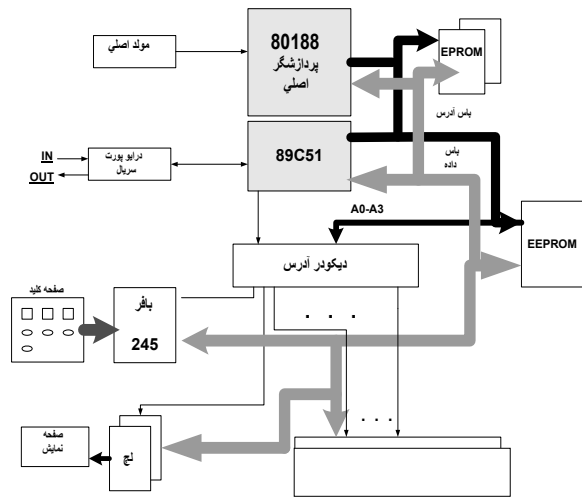 80188
پردازشگر
اصلي
مولد اصلي
EPROM
باس آدرس
89C51
باس
داده
IN
OUT
درايو پورت
سريال
A0-A3
EEPROM
ديكودر آدرس
صفحه كليد
بافر
245
. . .
. . .
لچ
صفحه
نمايش